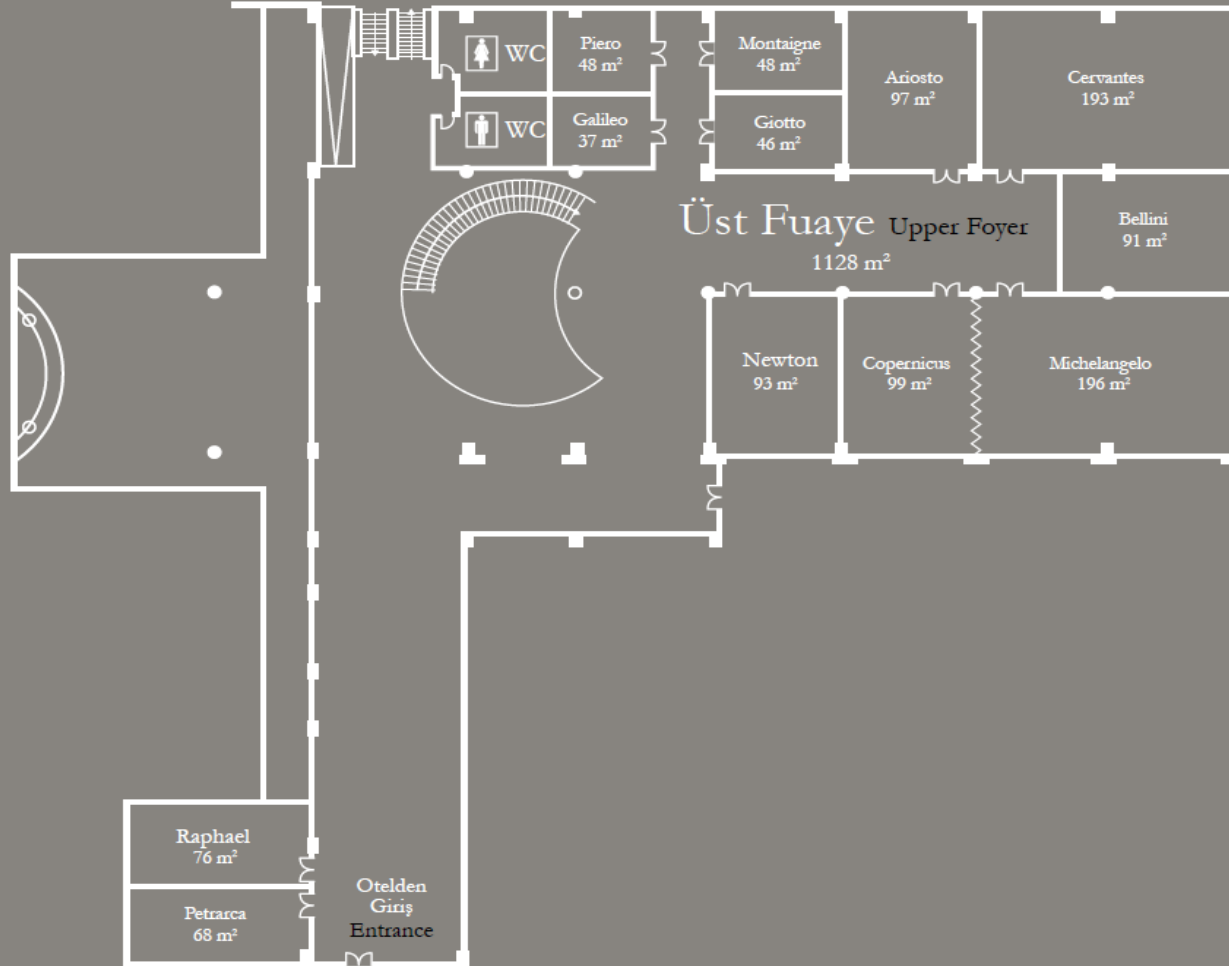 WC
Piero
48 m²
Montaigne
48 m²
Ariosto
97 m²
Cervantes
193 m²
WC
Galileo
37 m²
Giotto
46 m²
Üst Fuaye Upper Foyer
1128 m²
Bellini
91 m²
Newton
93 m²
Copernicus
99 m²
Michelangelo
196 m²
Raphael
76 m²
Petrarca
68 m²
Otelden
Giriş
Entrance